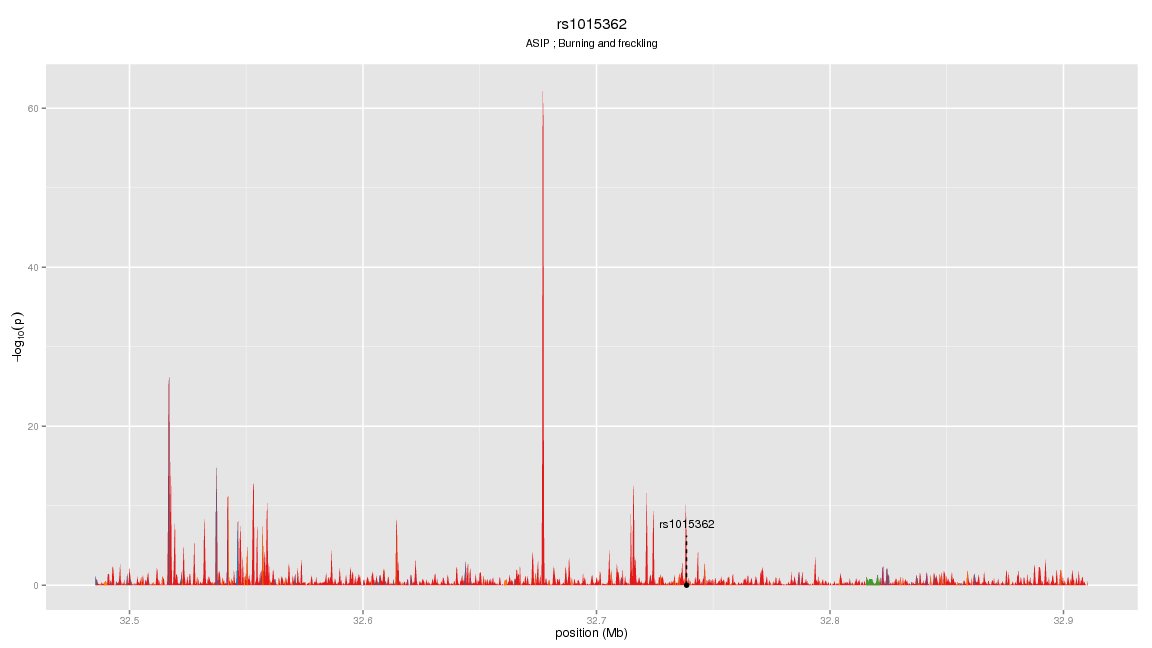 rs1015362
ASIP ; Burning and freckling
60
40
20
0
−log10(p)
rs1015362
32.5
32.6
32.7
32.8
32.9
position (Mb)